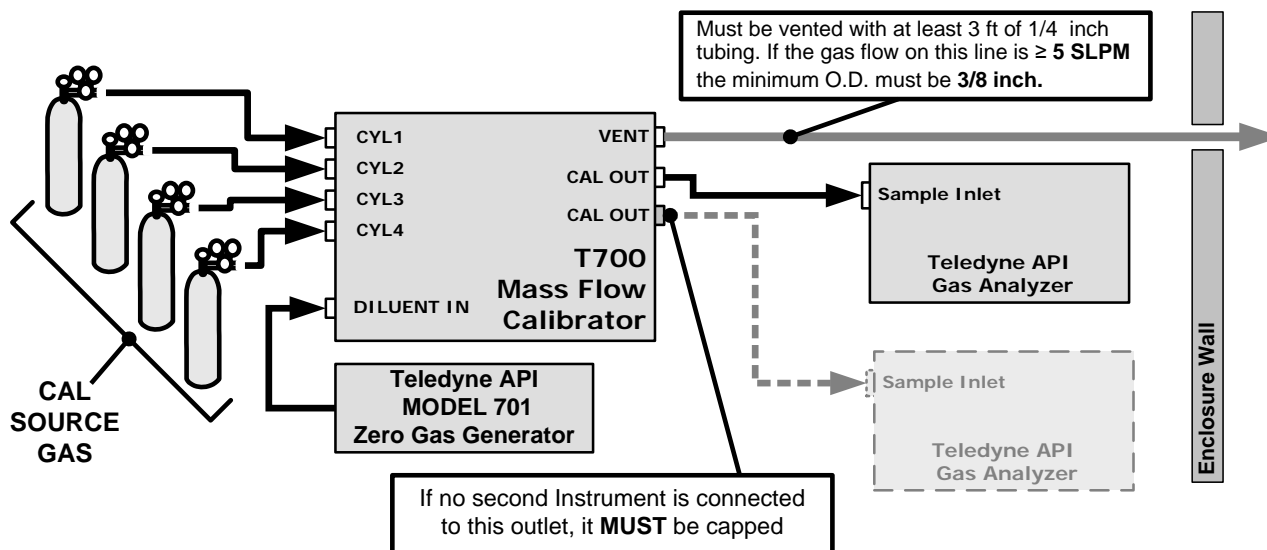 Must be vented with at least 3 ft of 1/4 inch
tubing. If the gas flow on this line is ≥ 5 SLPM
the minimum O.D. must be 3/8 inch.
CYL1
CYL2
CYL3
CYL4
DILUENT IN
VENT
CAL OUT
CAL OUT
T700
Mass Flow
Calibrator
Sample Inlet
Teledyne API
Gas Analyzer
Sample Inlet
Teledyne API
Gas Analyzer
Enclosure Wall
CAL
SOURCE
GAS
Teledyne API
MODEL 701
Zero Gas Generator
If no second Instrument is connected
to this outlet, it MUST be capped